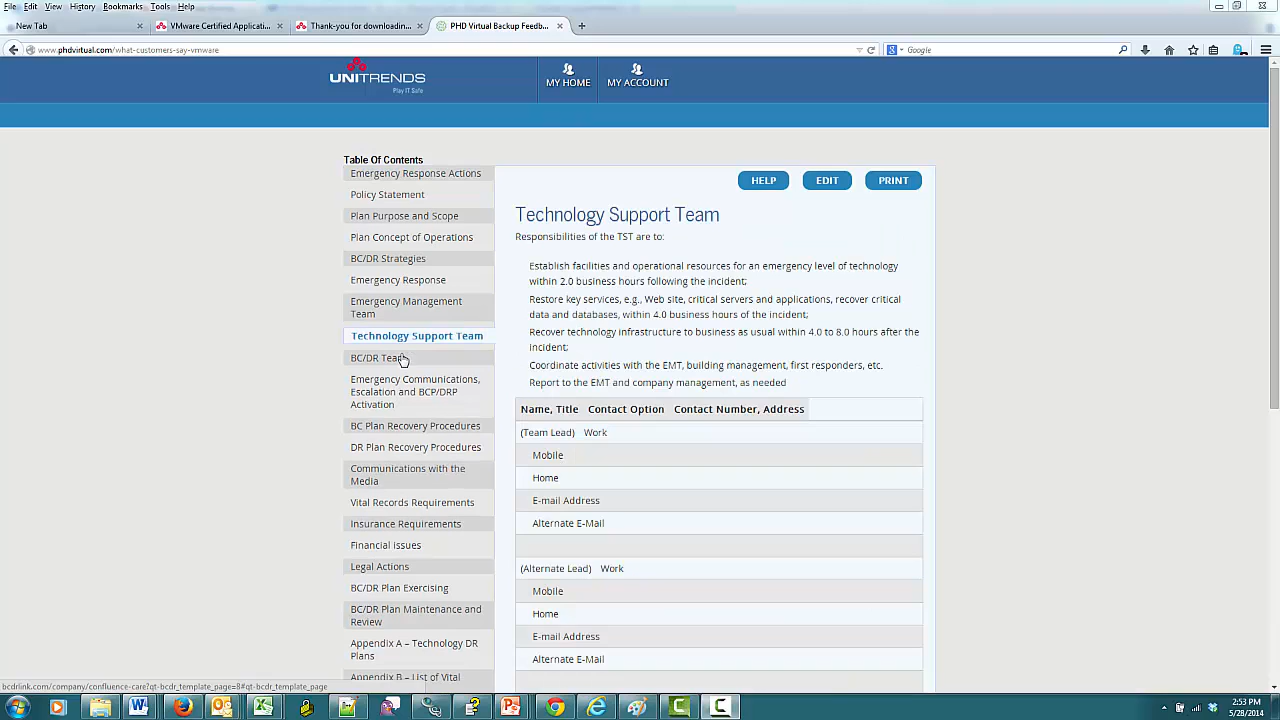 File Edit View History Bookmarks Tools Help
New Tab
VMware Certified Applicati...
Thank-you for downloadin...
PHD Virtual Backup Feedb...
www.phdvirtual.com/what-customers-say-vmware
Google
UNITRENDS
Play IT Safe
MY HOME
MY ACCOUNT
Table Of Contents
Emergency Response Actions
Policy Statement
Plan Purpose and Scope
Plan Concept of Operations
BC/DR Strategies
Emergency Response
Emergency Management
Team
Technology Support Team
BC/DR Team
Emergency Communications,
Escalation and BCP/DRP
Activation
BC Plan Recovery Procedures
DR Plan Recovery Procedures
Communications with the
Media
Vital Records Requirements
Insurance Requirements
Financial issues
Legal Actions
BC/DR Plan Exercising
BC/DR Plan Maintenance and
Review
Appendix A – Technology DR
Plans
Appendix B – List of Vital
HELP
EDIT
PRINT
Technology Support Team
Responsibilities of the TST are to:
Establish facilities and operational resources for an emergency level of technology
within 2.0 business hours following the incident;
Restore key services, e.g., Web site, critical servers and applications, recover critical
data and databases, within 4.0 business hours of the incident;
Recover technology infrastructure to business as usual within 4.0 to 8.0 hours after the
incident;
Coordinate activities with the EMT, building management, first responders, etc.
Report to the EMT and company management, as needed
Name, Title Contact Option Contact Number, Address
(Team Lead) Work
Mobile
Home
E-mail Address
Alternate E-Mail
(Alternate Lead) Work
Mobile
Home
E-mail Address
Alternate E-Mail
bcdrlink.com/company/confluence-care?qt-bcdr_template_page=8#qt-bcdr_template_page
2:53 PM
5/28/2014